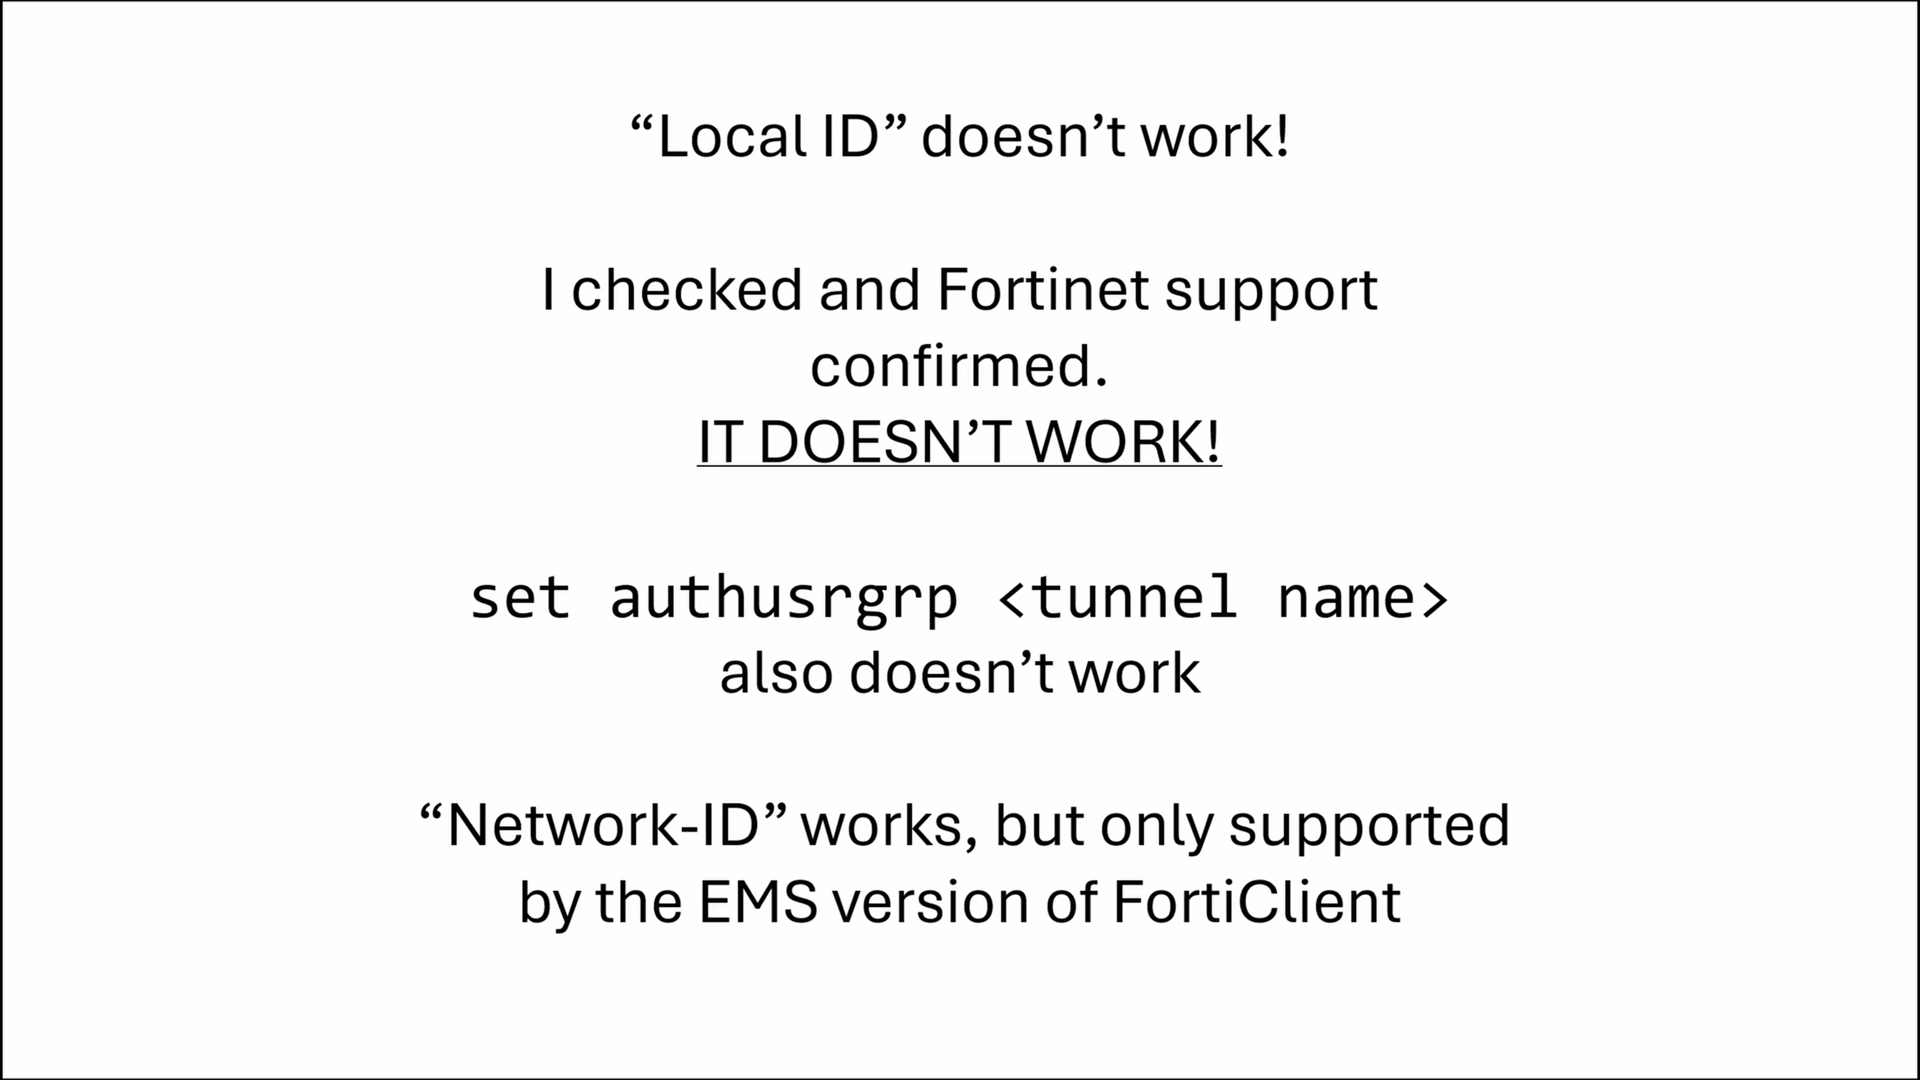 “Local ID” doesn’t work!
I checked and Fortinet support
confirmed.
IT DOESN’T WORK!
set authusrgrp <tunnel name>
also doesn’t work
“Network-ID” works, but only supported
by the EMS version of FortiClient